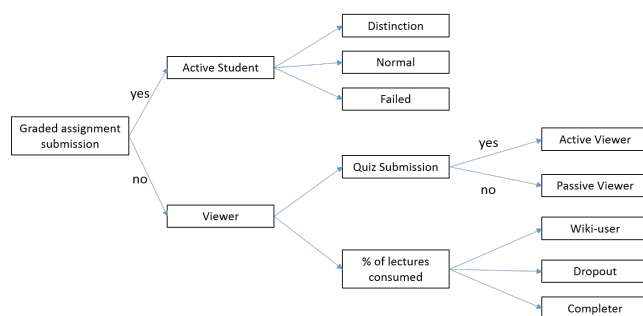 Distinction
Active Student
Normal
yes
Failed
Graded assignment
submission
yes
Active Viewer
Quiz Submission
no
no
Passive Viewer
Viewer
Wiki-user
% of lectures
consumed
Dropout
Completer